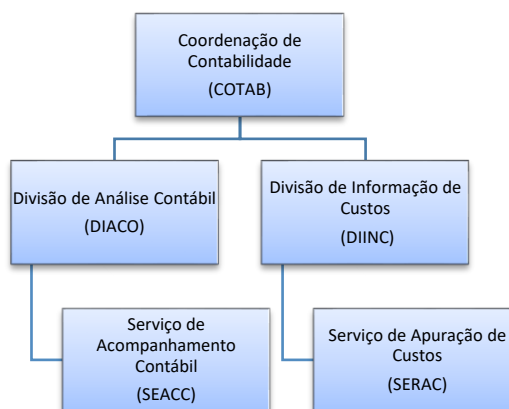 Coordenação de
Contabilidade
(COTAB)
Divisão de Análise Contábil
(DIACO)
Divisão de Informação de
Custos
(DIINC)
Serviço de
Acompanhamento
Contábil
(SEACC)
Serviço de Apuração de
Custos
(SERAC)